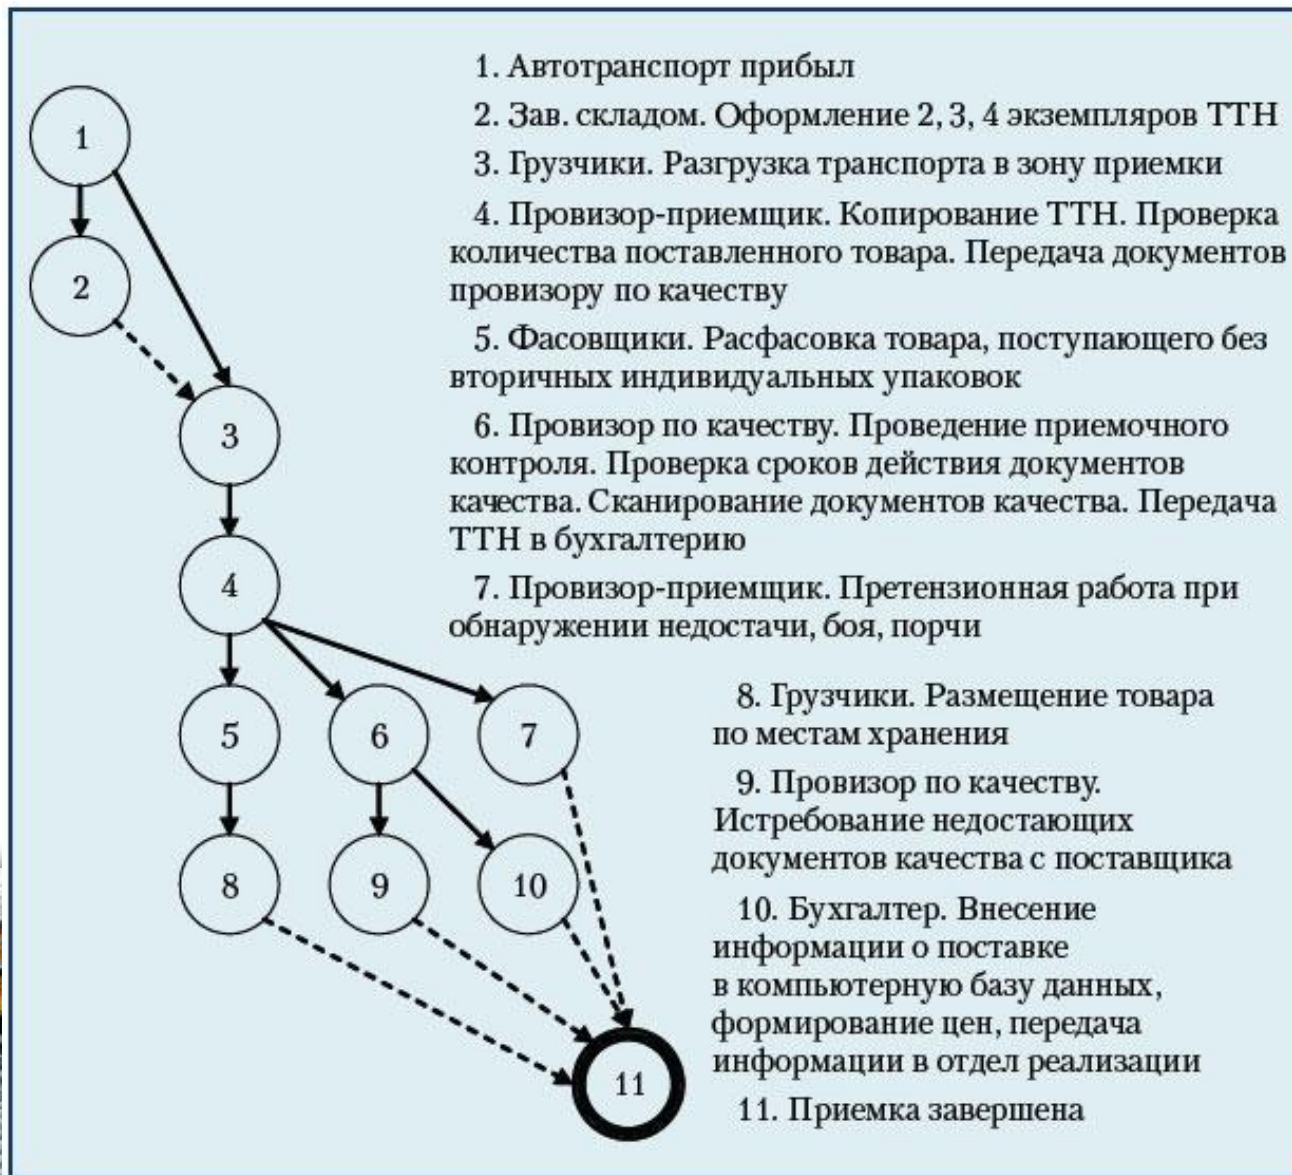 1. Автотранспорт прибыл
2. Зав. складом. Оформление 2, 3, 4 экземпляров ТТН
3. Грузчики. Разгрузка транспорта в зону приемки
4. Провизор-приемщик. Копирование ТТН. Проверка
количества поставленного товара. Передача документов
провизору по качеству
5. Фасовщики. Расфасовка товара, поступающего без
вторичных индивидуальных упаковок
6. Провизор по качеству. Проведение приемочного
контроля. Проверка сроков действия документов
качества. Сканирование документов качества. Передача
ТТН в бухгалтерию
7. Провизор-приемщик. Претензионная работа при
обнаружении недостачи, боя, порчи
8. Грузчики. Размещение товара
по местам хранения
9. Провизор по качеству.
Истребование недостающих
документов качества с поставщика
10. Бухгалтер. Внесение
информации о поставке
в компьютерную базу данных,
формирование цен, передача
информации в отдел реализации
11. Приемка завершена
1
2
3
4
5 6 7
8 9 10
11